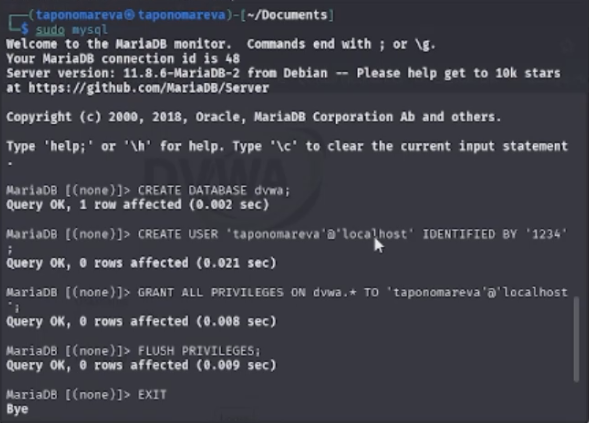 ┌──(taponomareva㉿taponomareva)-[~/Documents]
└─$ sudo mysql
Welcome to the MariaDB monitor.  Commands end with ; or \g.
Your MariaDB connection id is 48
Server version: 11.8.6-MariaDB-2 from Debian -- Please help get to 10k stars
at https://github.com/MariaDB/Server

Copyright (c) 2000, 2018, Oracle, MariaDB Corporation Ab and others.

Type 'help;' or '\h' for help. Type '\c' to clear the current input statement
.

MariaDB [(none)]> CREATE DATABASE dvwa;
Query OK, 1 row affected (0.002 sec)

MariaDB [(none)]> CREATE USER 'taponomareva'@'localhost' IDENTIFIED BY '1234'
;
Query OK, 0 rows affected (0.021 sec)

MariaDB [(none)]> GRANT ALL PRIVILEGES ON dvwa.* TO 'taponomareva'@'localhost
';
Query OK, 0 rows affected (0.008 sec)

MariaDB [(none)]> FLUSH PRIVILEGES;
Query OK, 0 rows affected (0.009 sec)

MariaDB [(none)]> EXIT
Bye
DVWA